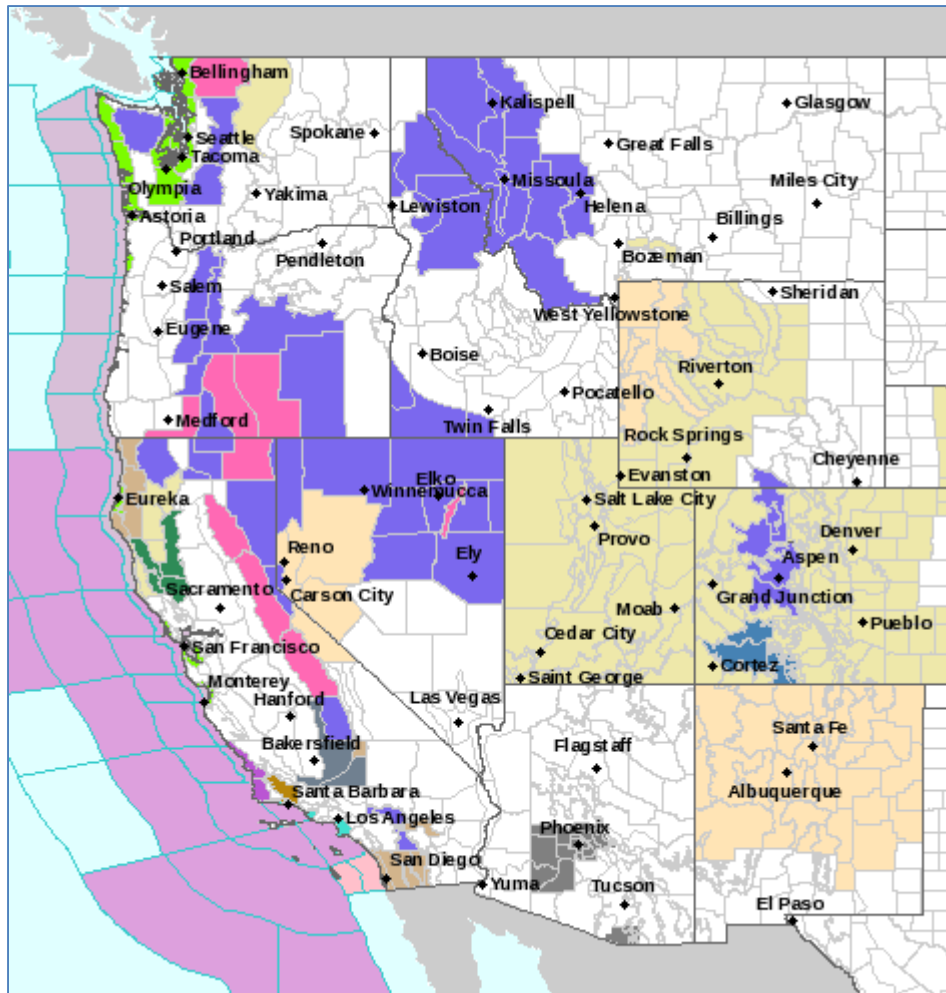 Bellingham
Kalispell
Glasgow
Spokane
Seattle
Great Falls
Tacoma
Olympia
Missoula
Miles City
Yakima
Lewiston
Helena
Astoria
Billings
Portland
Pendleton
Bozeman
Salem
Sheridan
West Yellowstone
Eugene
Boise
Riverton
Pocatello
Medford
Twin Falls
Rock Springs
Cheyenne
Elko
Evanston
Eureka
Winnemucca
Salt Lake City
Provo
Denver
Reno
Ely
Aspen
Sacramento
Carson City
Grand Junction
Moab
Pueblo
San Francisco
Cedar City
Cortez
Monterey
Saint George
Hanford
Las Vegas
Bakersfield
Flagstaff
Santa Fe
Santa Barbara
Albuquerque
Los Angeles
Phoenix
San Diego
Yuma
Tucson
El Paso